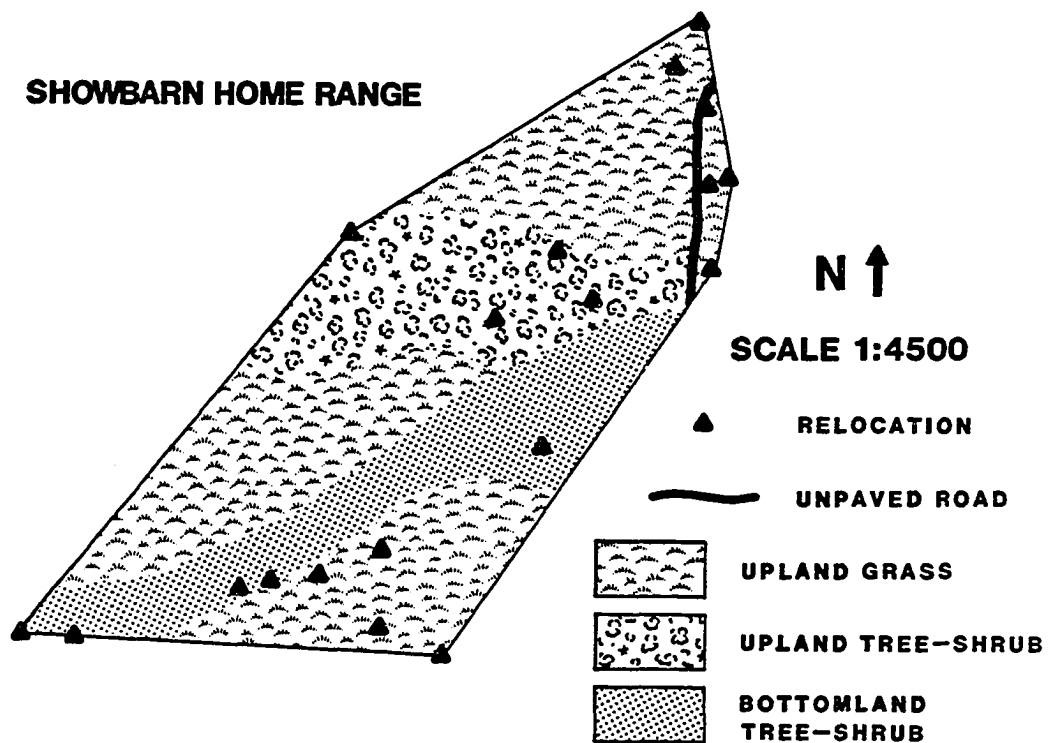 SHOWBARN HOME RANGE
N
SCALE 1:4500
RELOCATION
UNPAVED ROAD
UPLAND GRASS
UPLAND TREE-SHRUB
BOTTOMLAND
TREE-SHRUB